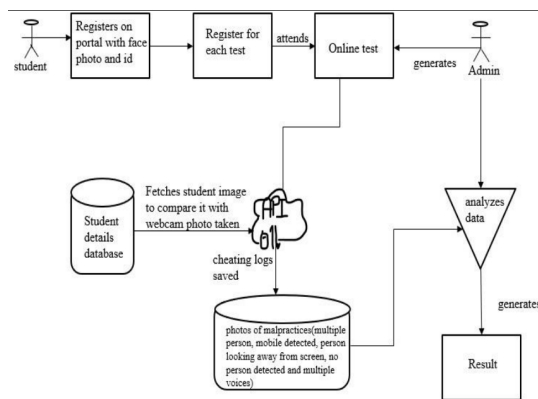 Registers on
portal with face
photo and id
Register for
each test
attends
Online test
student
generates
Admin
Fetches student image
to compare it with
webcam photo taken
Student
details
database
API
analyzes
data
cheating logs
saved
generates
photos of malpractices(multiple
person, mobile detected, person
looking away from screen, no
person detected and multiple
voices)
Result